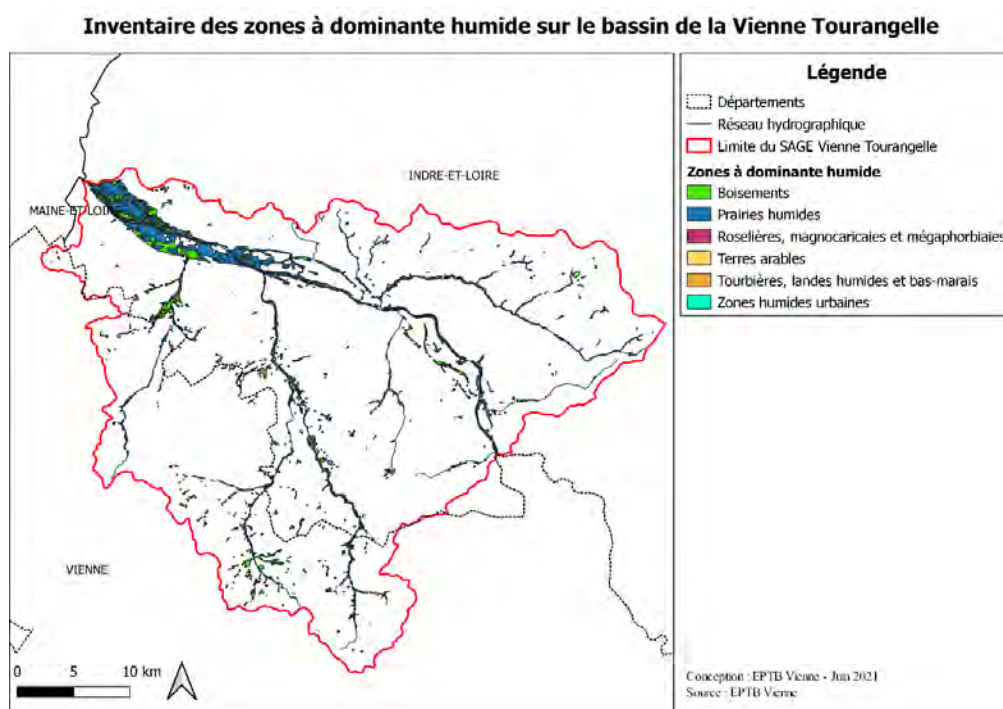 Inventaire des zones à dominante humide sur le bassin de la Vienne Tourangelle
Légende
Départements
Réseau hydrographique
Limite du SAGE Vienne Tourangelle
Zones à dominante humide
Boisements
Prairies humides
Roselières, magnocaricaies et mégaphorbiaies
Terres arables
Tourbières, landes humides et bas-marais
Zones humides urbaines
INDRE-ET-LOIRE
MAINE-ET-LOIRE
VIENNE
0 5 10 km
Conception : EPTB Vienne - Juin 2021
Source : EPTB Vienne